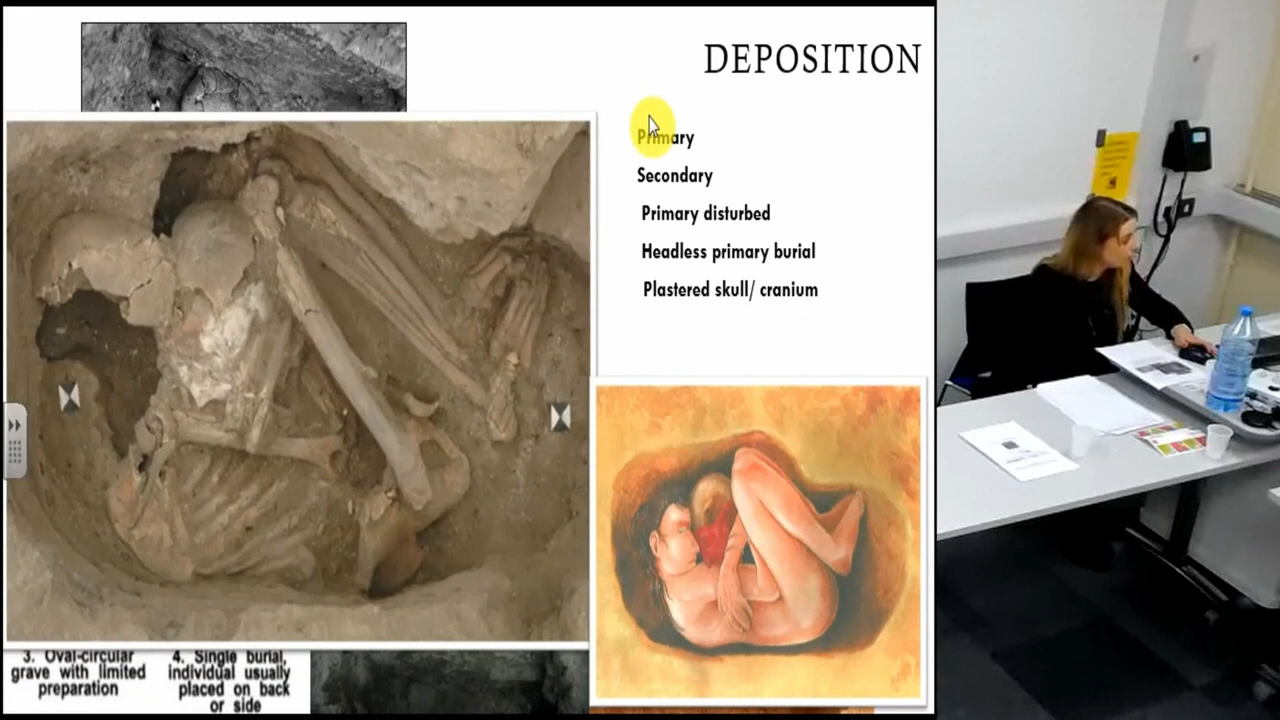 DEPOSITION
Primary
Secondary
Primary disturbed
Headless primary burial
Plastered skull/ cranium
3. Oval-circular
grave with limited
preparation
4. Single burial,
individual usually
placed on back
or side